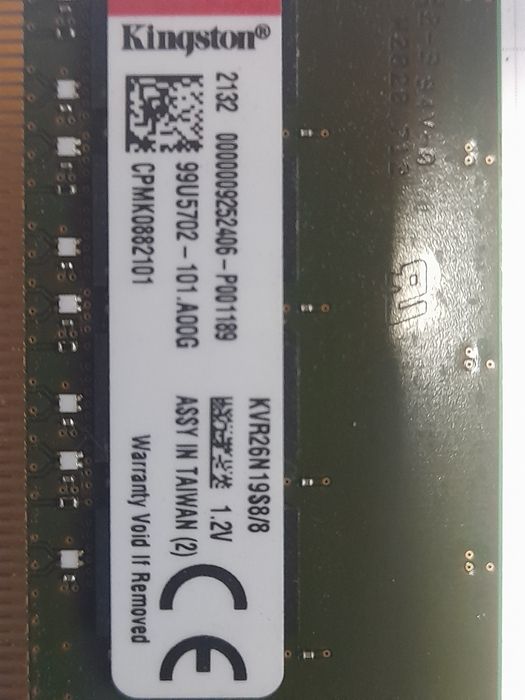 Kingston®
KVR26N19S8/8
2132 0000009252406-P001189
1.2V
99U5702-101.A00G
ASSY IN TAIWAN (2)
CPMK0882101
Warranty Void If Removed
CE